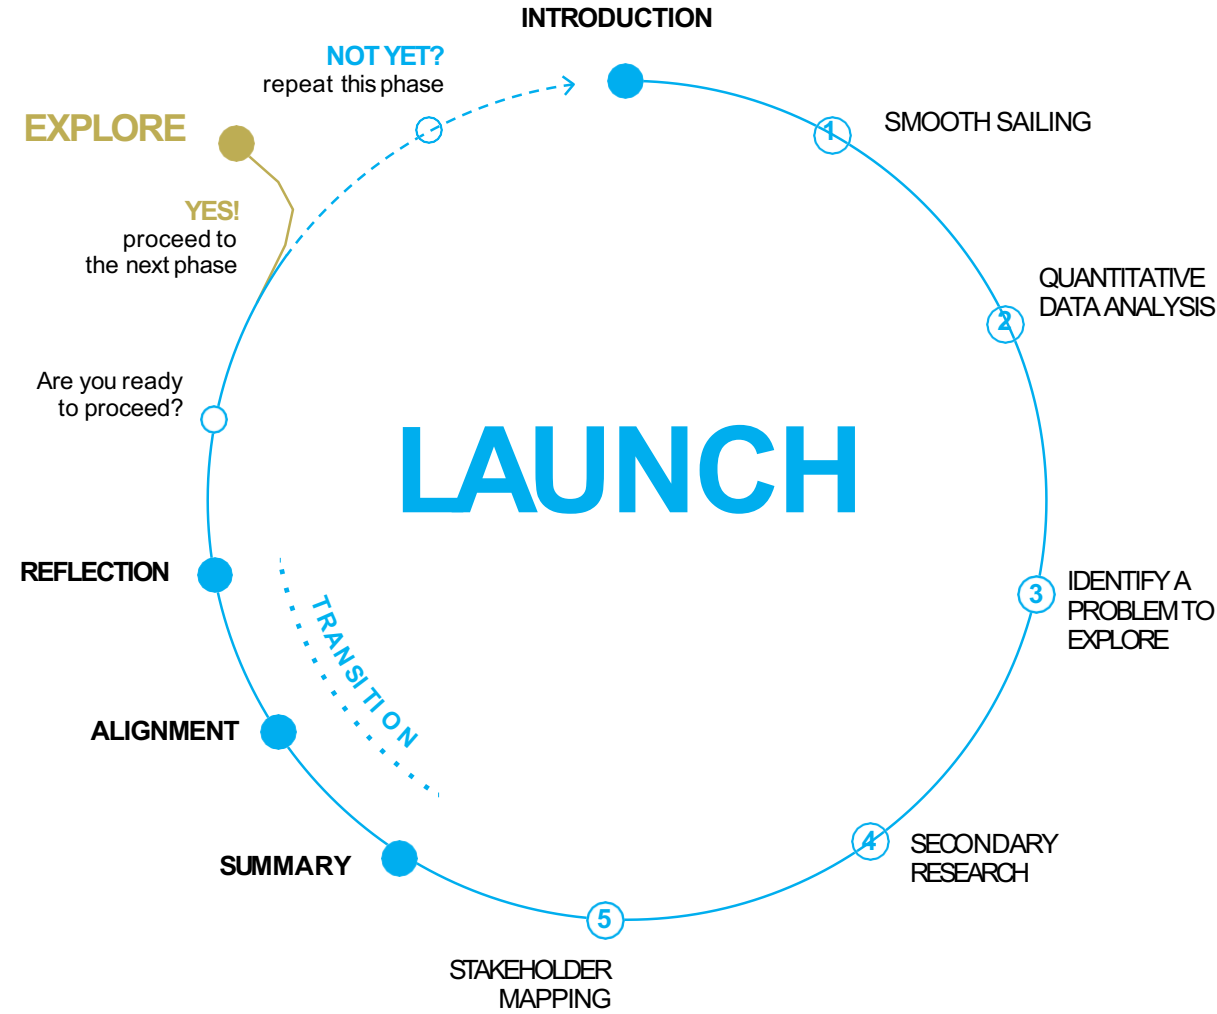 INTRODUCTION
NOT YET?
repeat this phase
EXPLORE
YES!
proceed to
the next phase
Are you ready
to proceed?
LAUNCH
1
SMOOTH SAILING
2
QUANTITATIVE
DATA ANALYSIS
3
IDENTIFY A
PROBLEM TO
EXPLORE
4
SECONDARY
RESEARCH
5
STAKEHOLDER
MAPPING
SUMMARY
ALIGNMENT
REFLECTION
TRANSITION